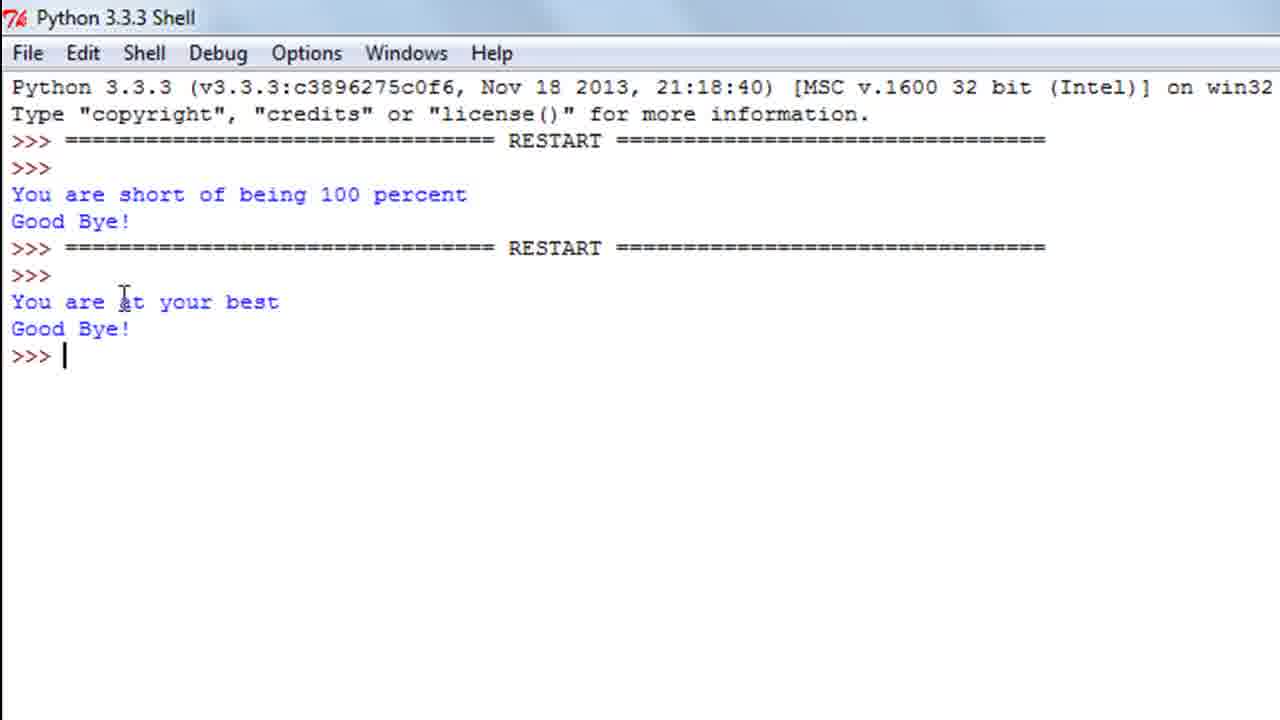 Python 3.3.3 Shell
File Edit Shell Debug Options Windows Help
Python 3.3.3 (v3.3.3:c3896275c0f6, Nov 18 2013, 21:18:40) [MSC v.1600 32 bit (Intel)] on win32
Type "copyright", "credits" or "license()" for more information.
>>> ================================ RESTART ================================
>>>
You are short of being 100 percent
Good Bye!
>>> ================================ RESTART ================================
>>>
You are at your best
Good Bye!
>>>